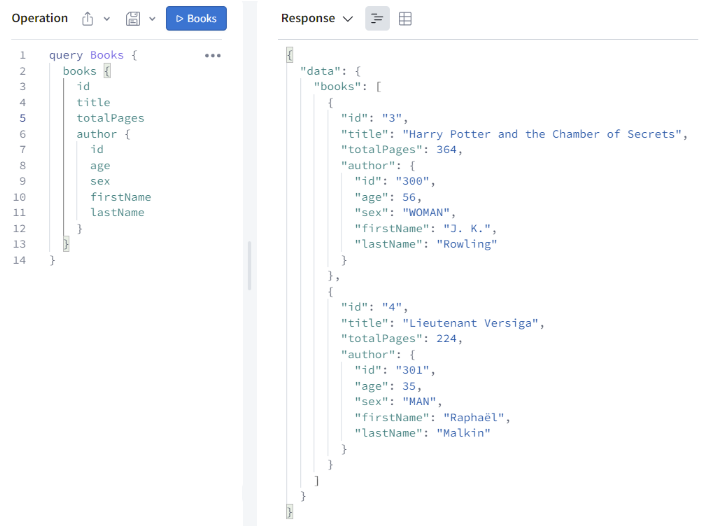 Operation
Books
1 query Books {
2 books {
3 id
4 title
5 totalPages
6 author {
7 id
8 age
9 sex
10 firstName
11 lastName
12 }
13 }
14 }
Response
{
"data": {
"books": [
{
"id": "3",
"title": "Harry Potter and the Chamber of Secrets",
"totalPages": 364,
"author": {
"id": "300",
"age": 56,
"sex": "WOMAN",
"firstName": "J. K.",
"lastName": "Rowling"
}
},
{
"id": "4",
"title": "Lieutenant Versiga",
"totalPages": 224,
"author": {
"id": "301",
"age": 35,
"sex": "MAN",
"firstName": "Raphaël",
"lastName": "Malkin"
}
}
]
}
}